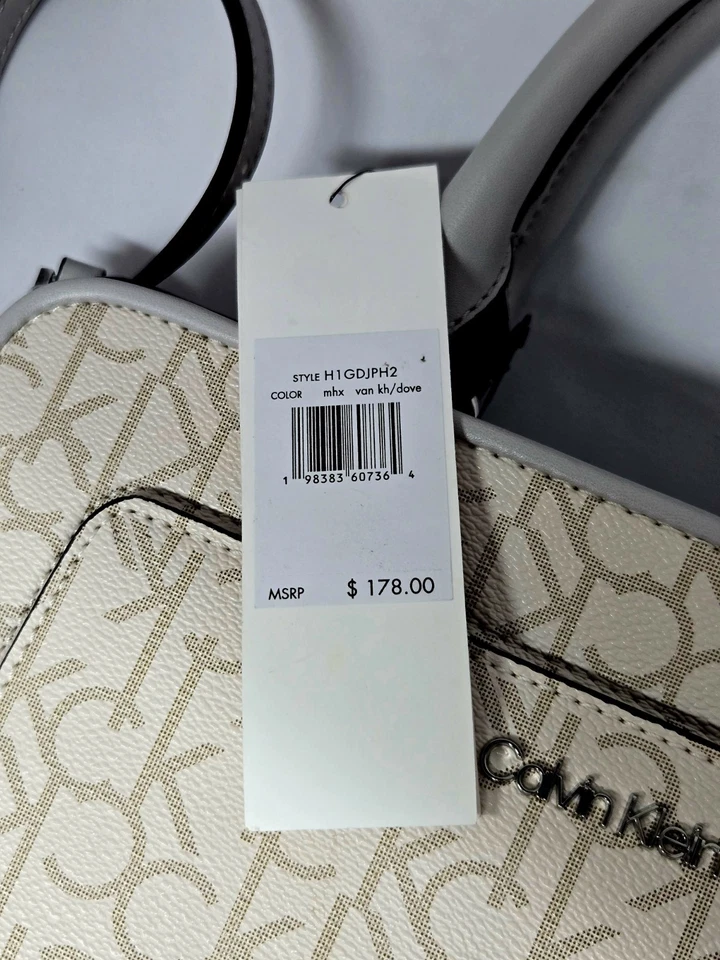 STYLE H1GDJPH2
COLOR mhx van kh/dove
1 98383 60736 4
MSRP $ 178.00
Calvin Klein